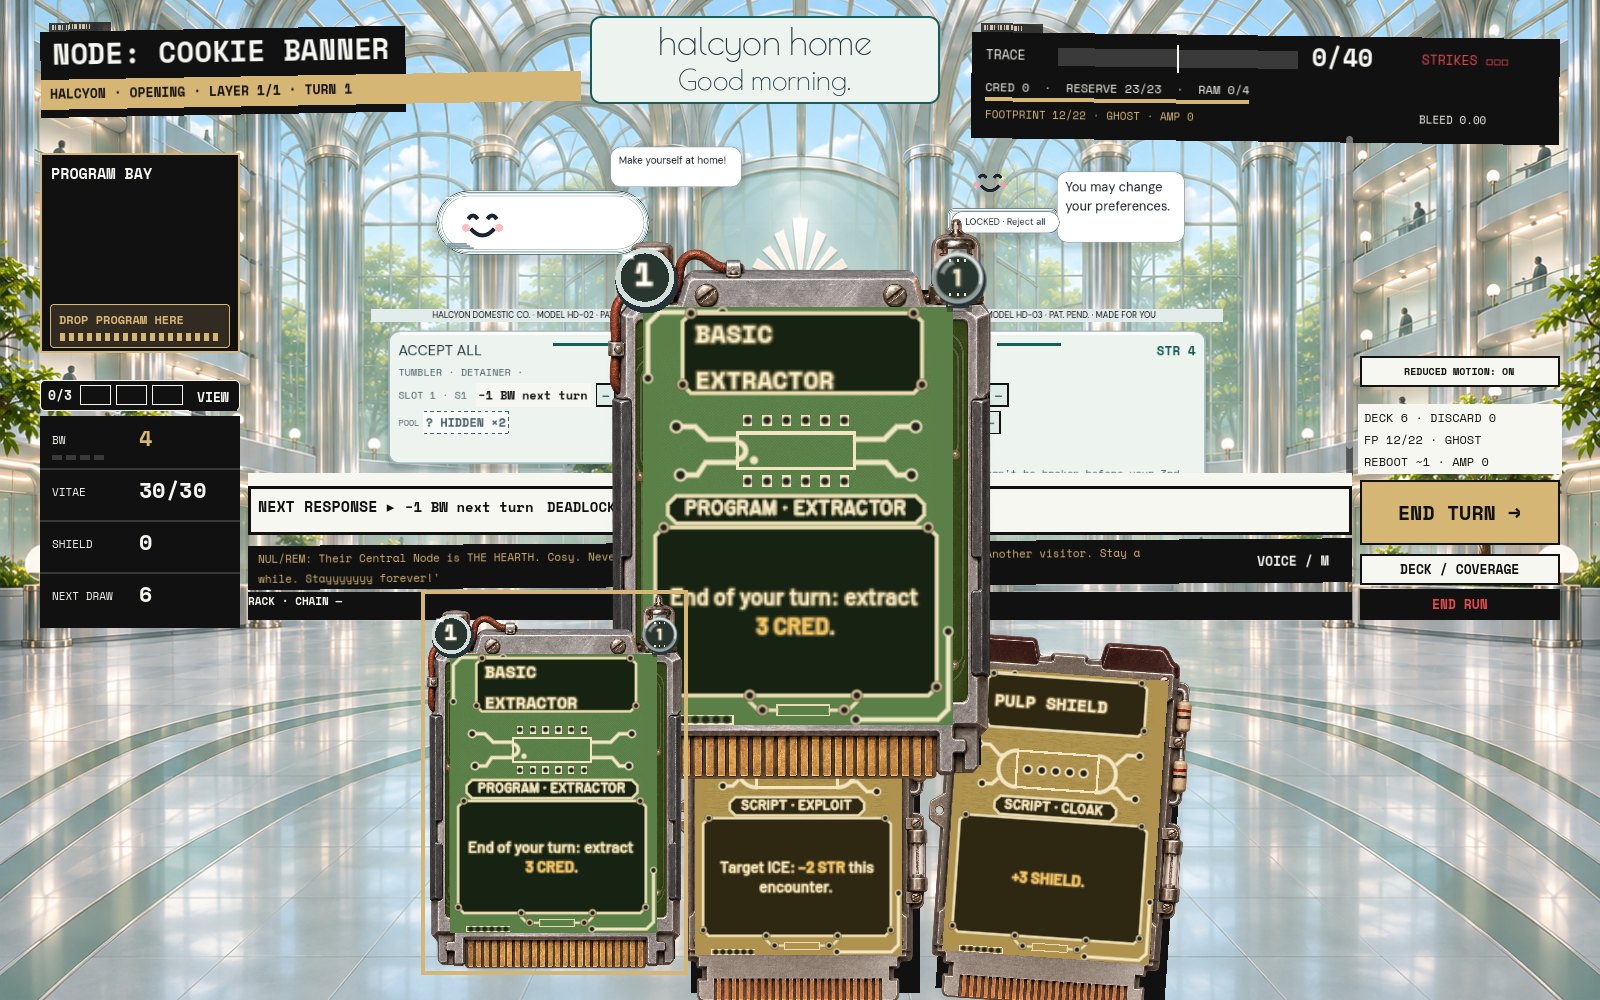 NODE: COOKIE BANNER
HALCYON · OPENING · LAYER 1/1 · TURN 1
halcyon home
Good morning.
TRACE
0/40
STRIKES □□□
CRED 0 · RESERVE 23/23 · RAM 0/4
FOOTPRINT 12/22 · GHOST · AMP 0
BLEED 0.00
PROGRAM BAY
DROP PROGRAM HERE
0/3
VIEW
BW 4
VITAE 30/30
SHIELD 0
NEXT DRAW 6
Make yourself at home!
You may change
your preferences.
LOCKED · Reject all
HALCYON DOMESTIC CO. · MODEL HD-02 · PA
MODEL HD-03 · PAT. PEND. · MADE FOR YOU
ACCEPT ALL
TUMBLER · DETAINER ·
SLOT 1 · S1 −1 BW next turn
POOL ? HIDDEN ×2
STR 4
NEXT RESPONSE ▸ −1 BW next turn DEADLOCK
NUL/REM: Their Central Node is THE HEARTH. Cosy. Neve
another visitor. Stay a
while. Stayyyyyyy forever!'
VOICE / M
RACK · CHAIN —
1
1
BASIC
EXTRACTOR
PROGRAM · EXTRACTOR
End of your turn: extract
3 CRED.
1
1
BASIC
EXTRACTOR
PROGRAM · EXTRACTOR
End of your turn: extract
3 CRED.
SCRIPT · EXPLOIT
Target ICE: −2 STR this
encounter.
PULP SHIELD
SCRIPT · CLOAK
+3 SHIELD.
REDUCED MOTION: ON
DECK 6 · DISCARD 0
FP 12/22 · GHOST
REBOOT ~1 · AMP 0
END TURN →
DECK / COVERAGE
END RUN